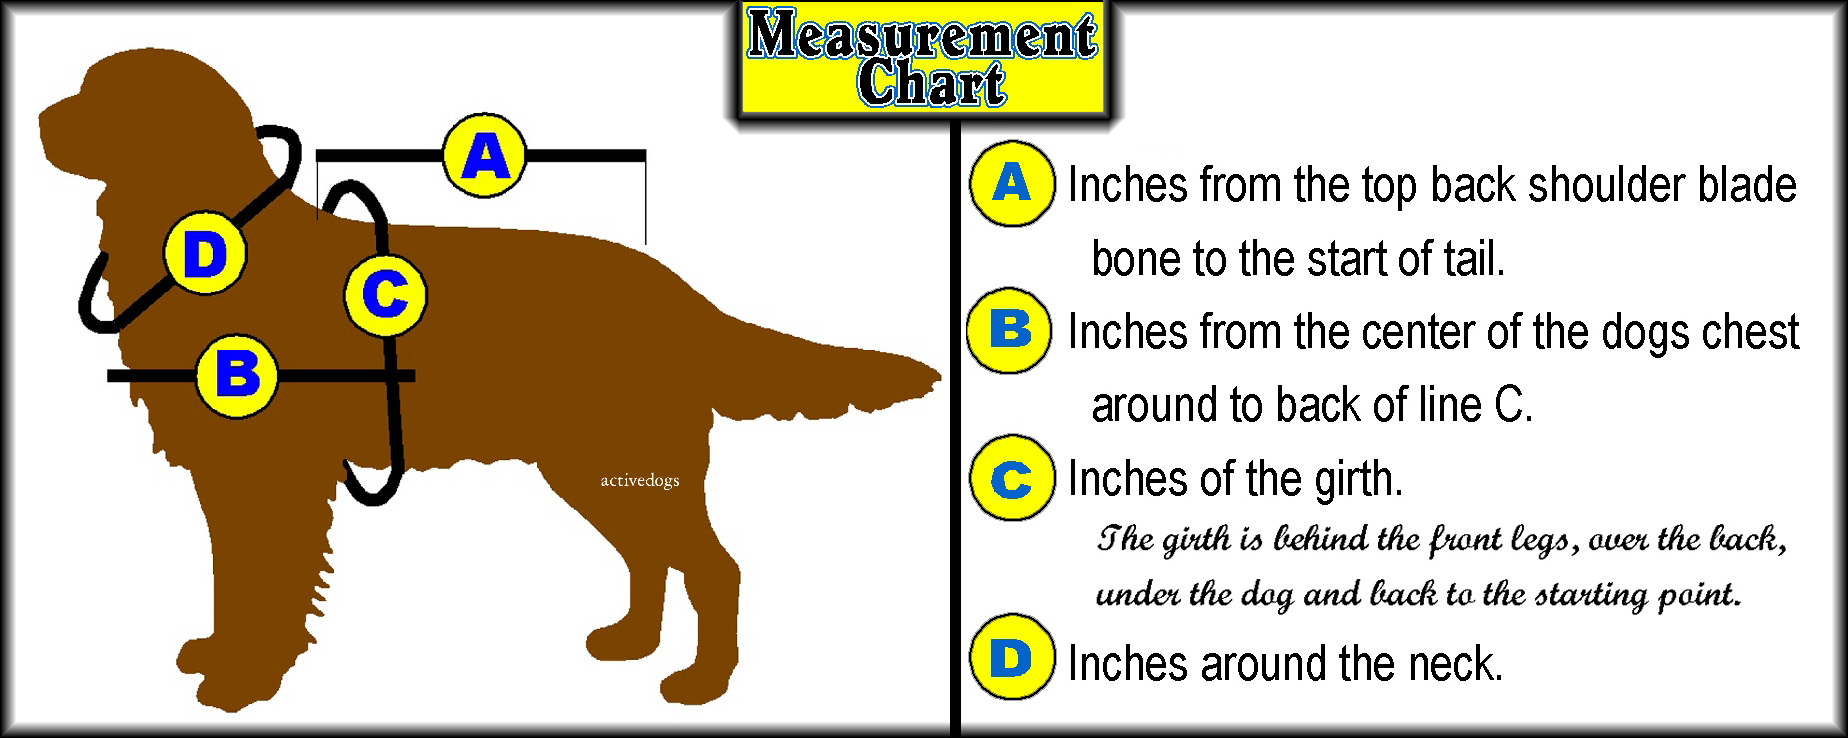 Measurement
Chart
A
D
C
B
activedogs
A Inches from the top back shoulder blade
bone to the start of tail.
B Inches from the center of the dogs chest
around to back of line C.
C Inches of the girth.
The girth is behind the front legs, over the back,
under the dog and back to the starting point.
D Inches around the neck.